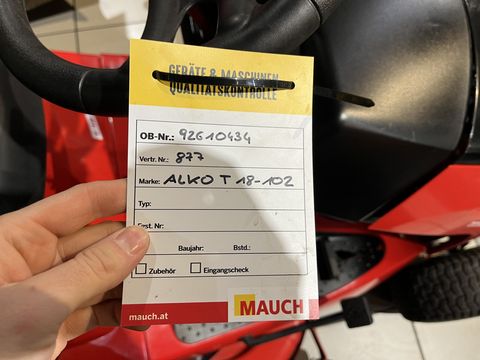 GERÄTE & MASCHINEN
QUALITÄTSKONTROLLE
OB-Nr.: 92610434
Vertr. Nr.: 877
Marke: ALKO T 18-102
Typ:
Gest. Nr:
Baujahr: Bstd.:
Zubehör Eingangscheck
mauch.at MAUCH